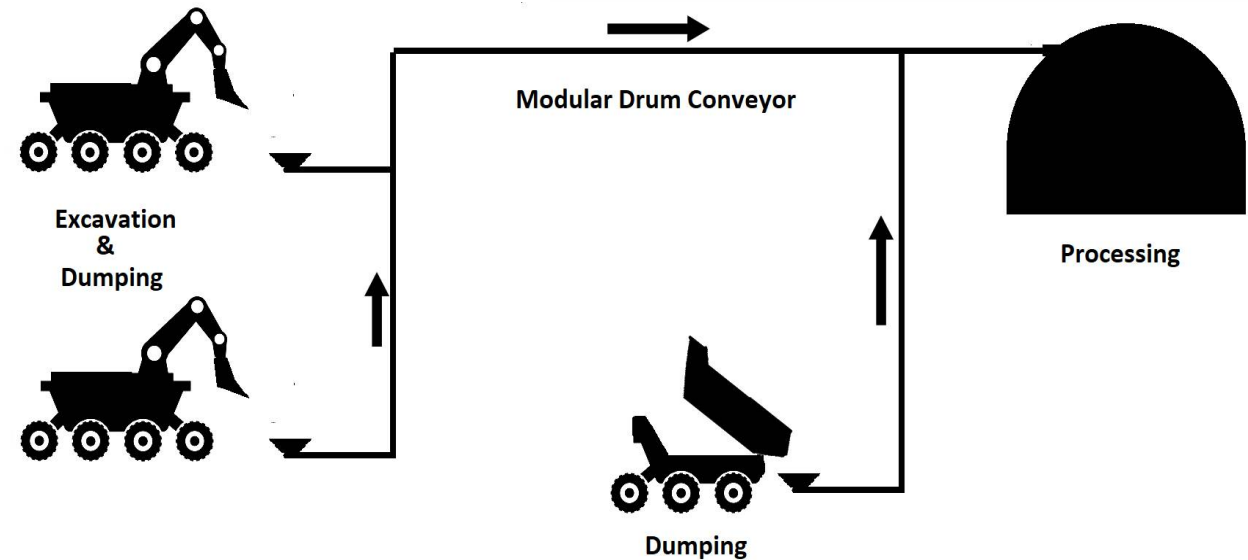 Modular Drum Conveyor
Excavation
&
Dumping
Processing
Dumping